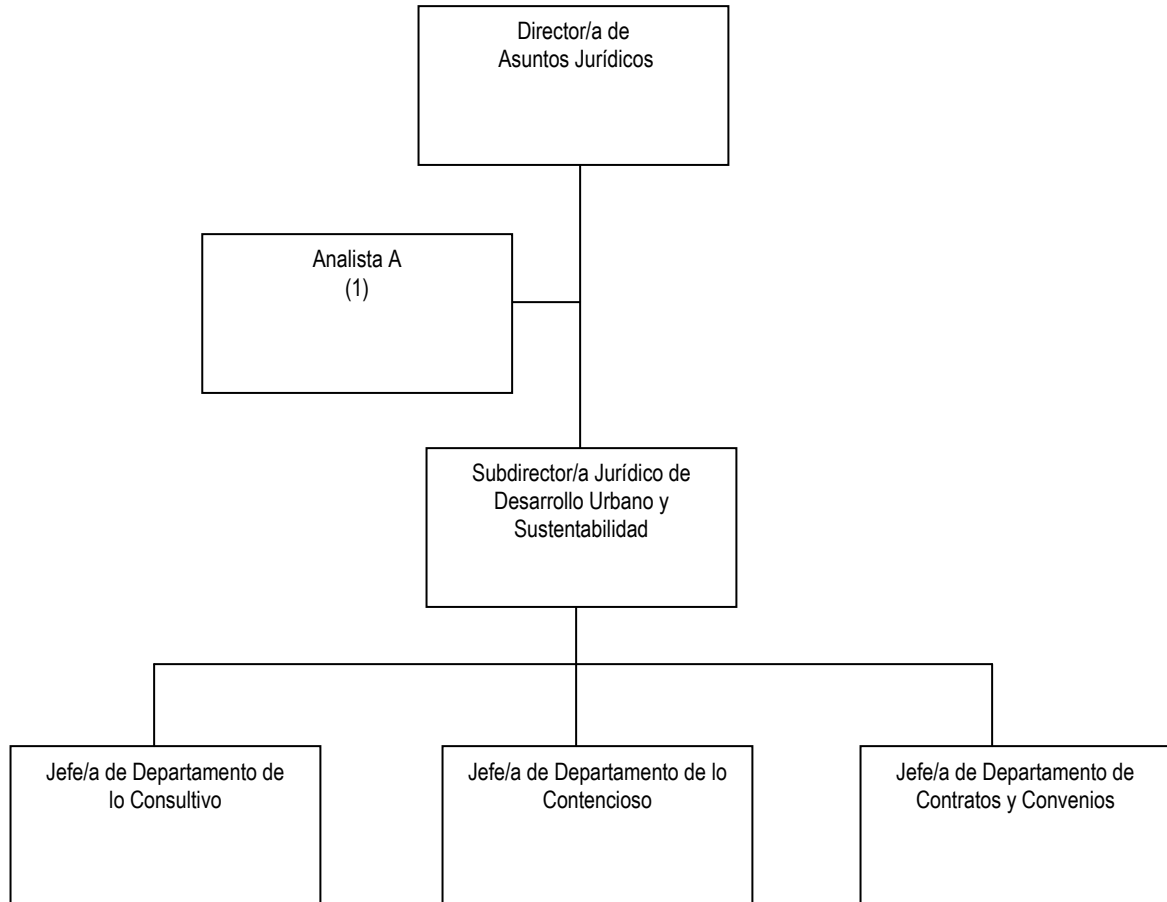 Director/a de
Asuntos Jurídicos
Analista A
(1)
Subdirector/a Jurídico de
Desarrollo Urbano y
Sustentabilidad
Jefe/a de Departamento de
lo Consultivo
Jefe/a de Departamento de lo
Contencioso
Jefe/a de Departamento de
Contratos y Convenios